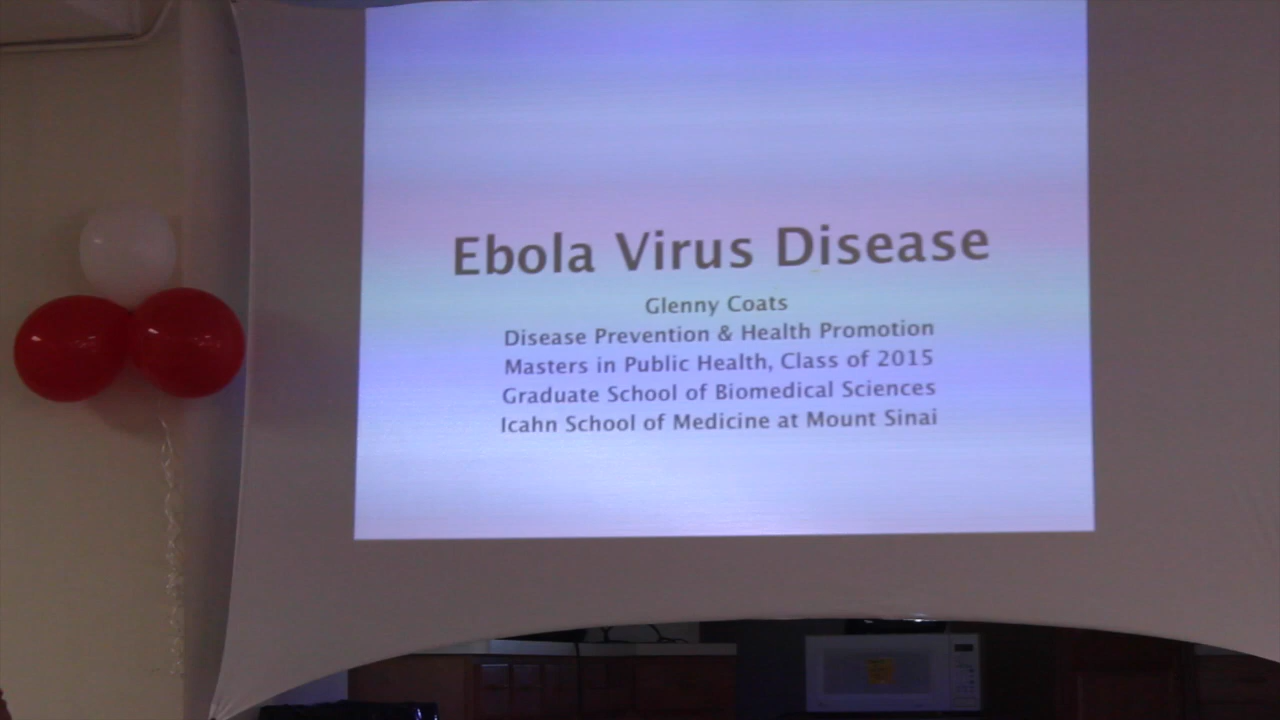 Ebola Virus Disease
Glenny Coats
Disease Prevention & Health Promotion
Masters in Public Health, Class of 2015
Graduate School of Biomedical Sciences
Icahn School of Medicine at Mount Sinai